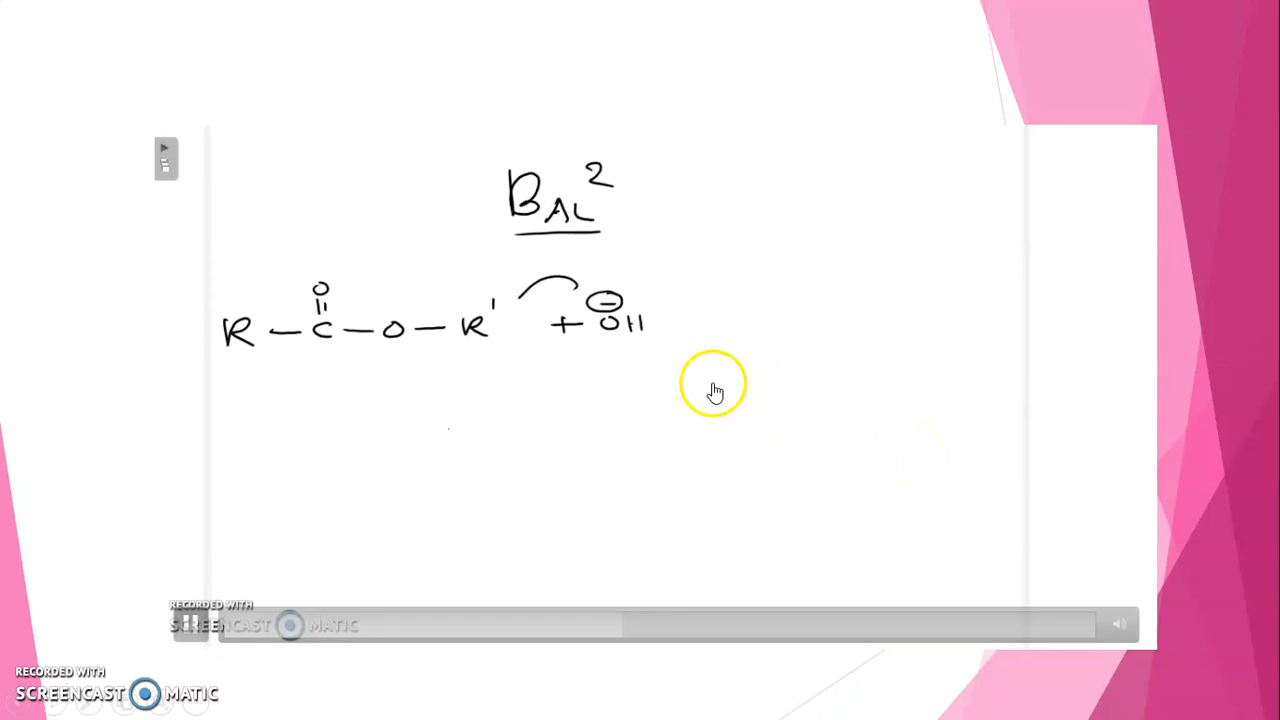 BAL2
O
||
R — C — O — R' + ⊖OH
RECORDED WITH
SCREENCAST MATIC
RECORDED WITH
SCREENCAST MATIC